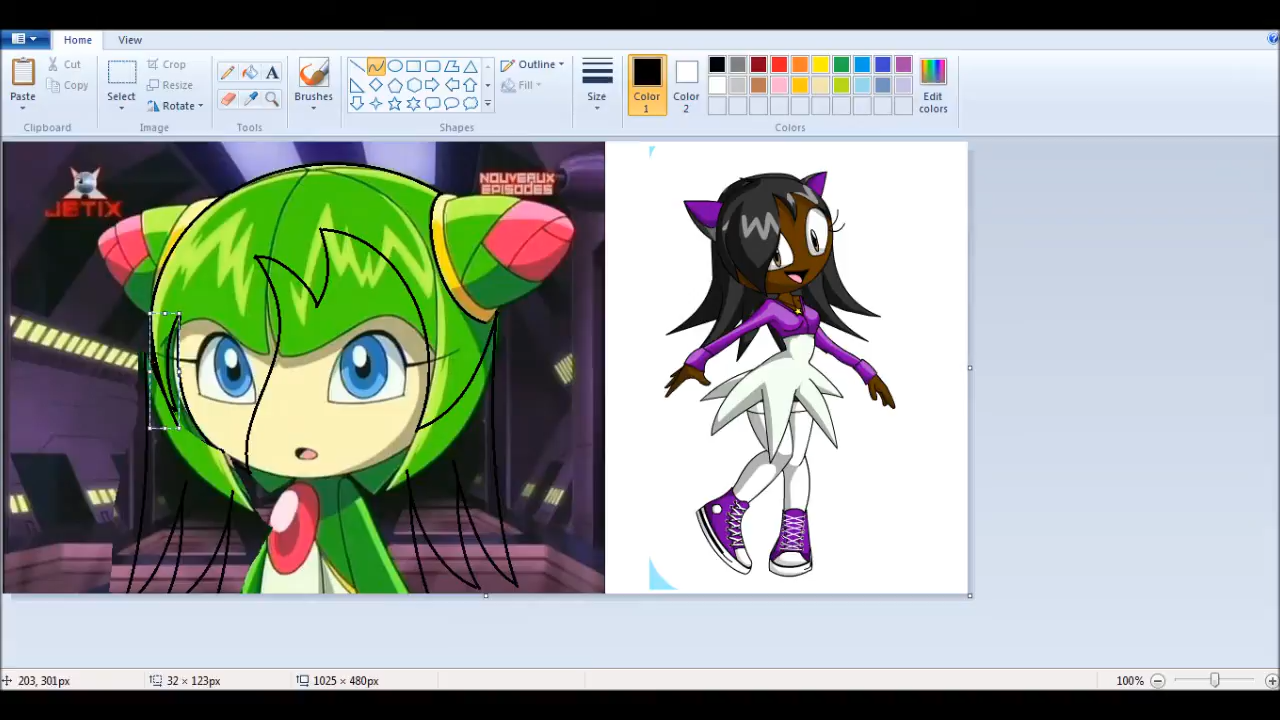 Home View
Paste
Cut
Copy
Clipboard
Select
Crop
Resize
Rotate
Image
A
Tools
Brushes
Shapes
Outline
Fill
Size
Color 1
Color 2
Edit colors
Colors
JETIX
NOUVEAUX
EPISODES
203, 301px
32 × 123px
1025 × 480px
100%